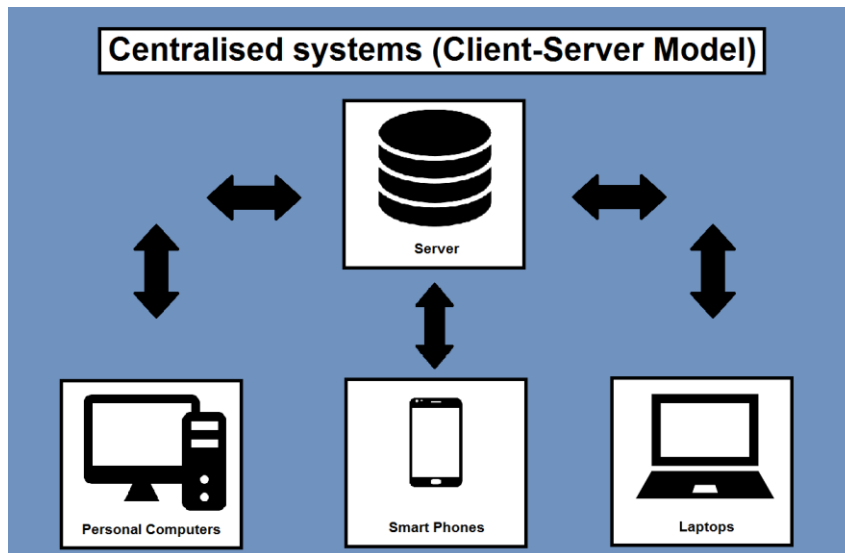 Centralised systems (Client-Server Model)
Server
Personal Computers
Smart Phones
Laptops